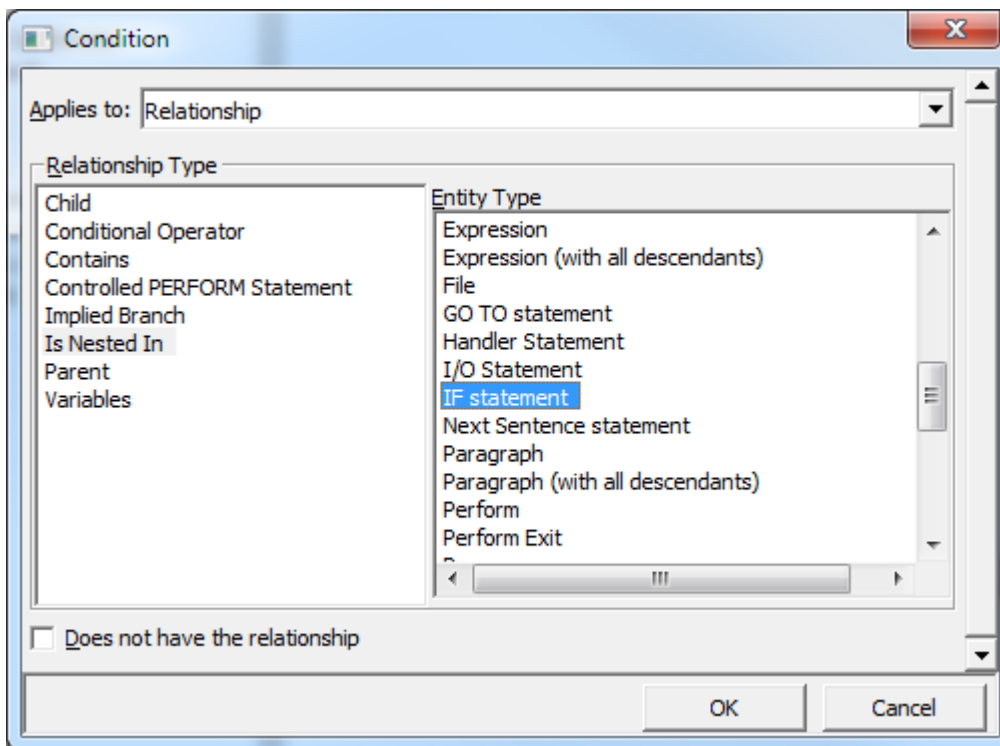 Condition
Applies to: Relationship
Relationship Type
Child
Conditional Operator
Contains
Controlled PERFORM Statement
Implied Branch
Is Nested In
Parent
Variables
Entity Type
Expression
Expression (with all descendants)
File
GO TO statement
Handler Statement
I/O Statement
IF statement
Next Sentence statement
Paragraph
Paragraph (with all descendants)
Perform
Perform Exit
Does not have the relationship
OK Cancel